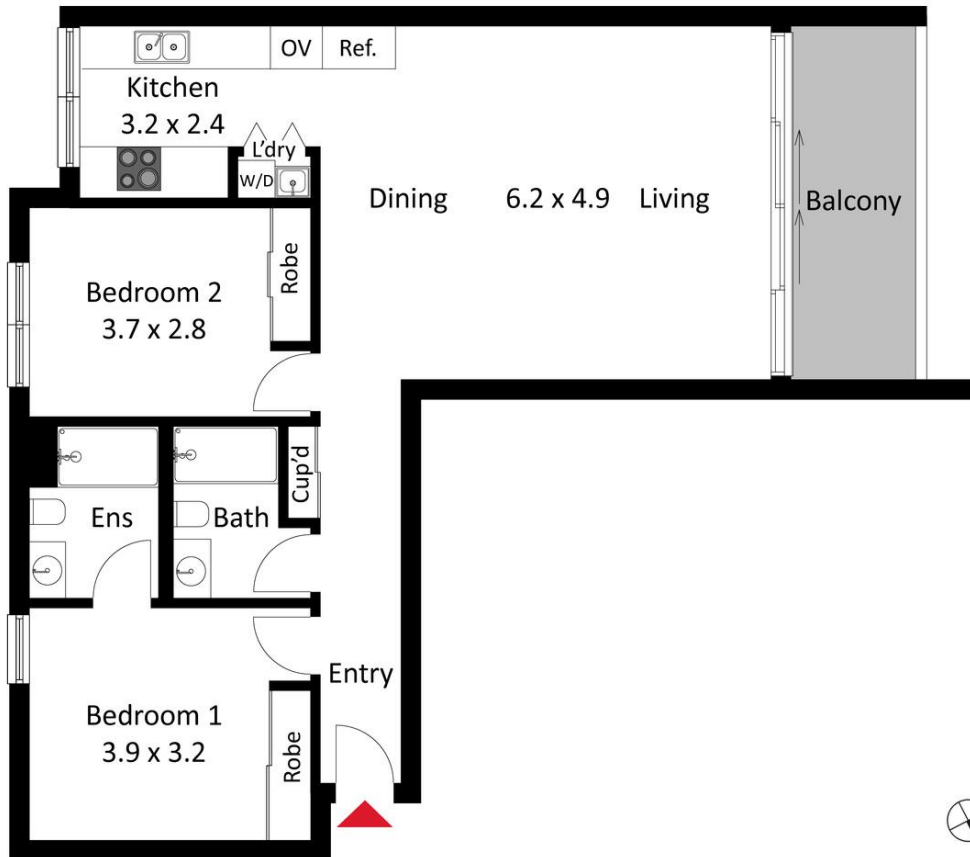 OV
Ref.
Kitchen
3.2 x 2.4
L'dry
W/D
Dining 6.2 x 4.9 Living
Balcony
Robe
Bedroom 2
3.7 x 2.8
Cup'd
Ens
Bath
Entry
Bedroom 1
3.9 x 3.2
Robe